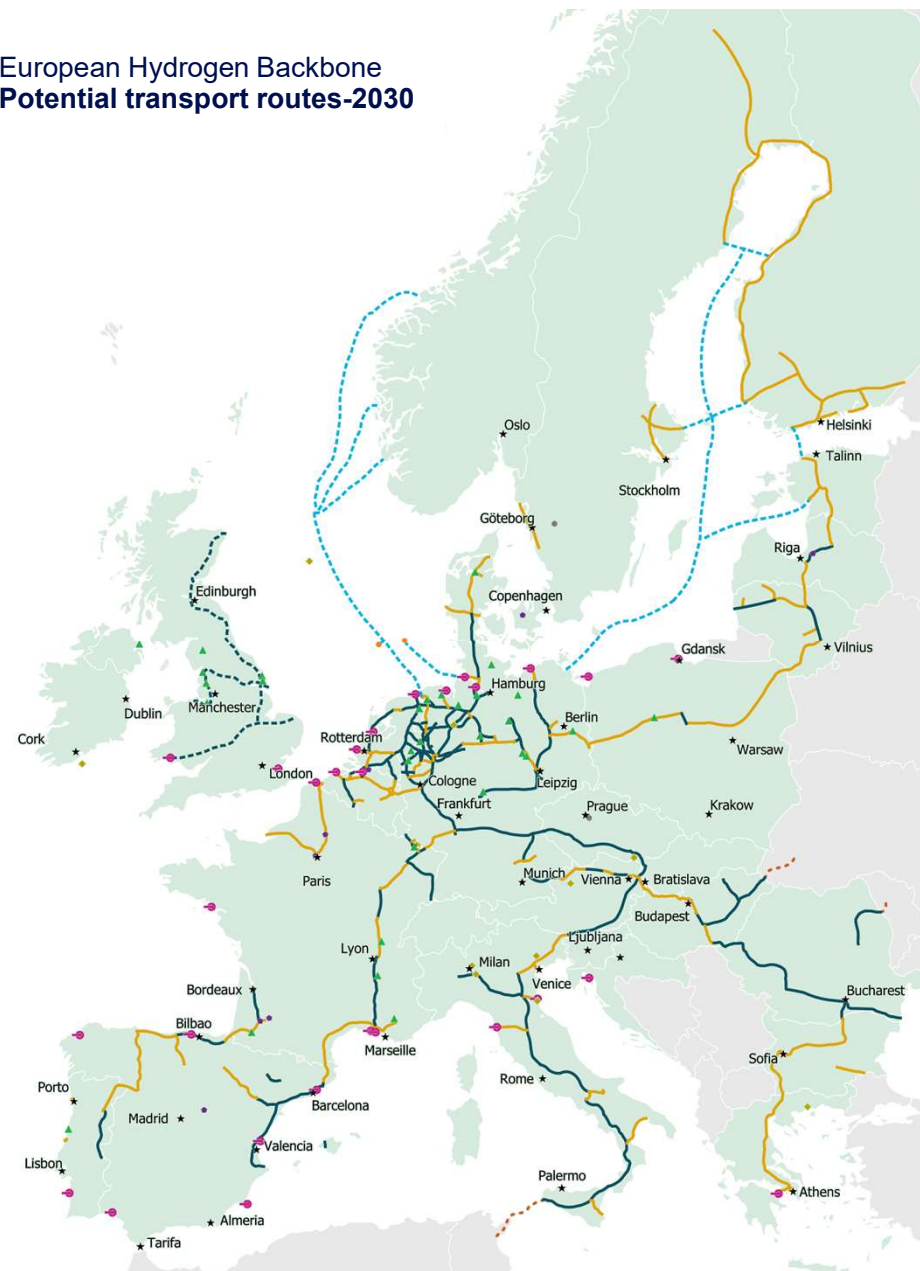 European Hydrogen Backbone
Potential transport routes-2030
Oslo
Helsinki
Talinn
Stockholm
Göteborg
Riga
Edinburgh
Copenhagen
Vilnius
Gdansk
Hamburg
Manchester
Dublin
Berlin
Cork
Rotterdam
Warsaw
London
Cologne
Leipzig
Frankfurt
Prague
Krakow
Paris
Munich
Vienna
Bratislava
Budapest
Ljubljana
Lyon
Milan
Venice
Bordeaux
Bucharest
Bilbao
Marseille
Sofia
Rome
Porto
Barcelona
Madrid
Valencia
Lisbon
Palermo
Athens
Almeria
Tarifa